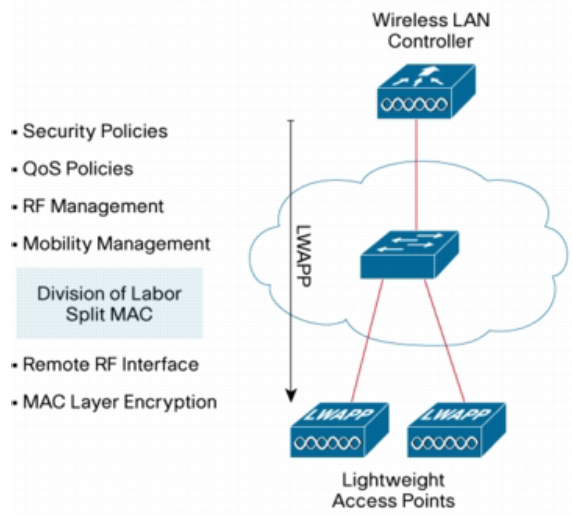 Wireless LAN
Controller
▪ Security Policies
▪ QoS Policies
▪ RF Management
▪ Mobility Management
LWAPP
Division of Labor
Split MAC
▪ Remote RF Interface
▪ MAC Layer Encryption
LWAPP
LWAPP
Lightweight
Access Points